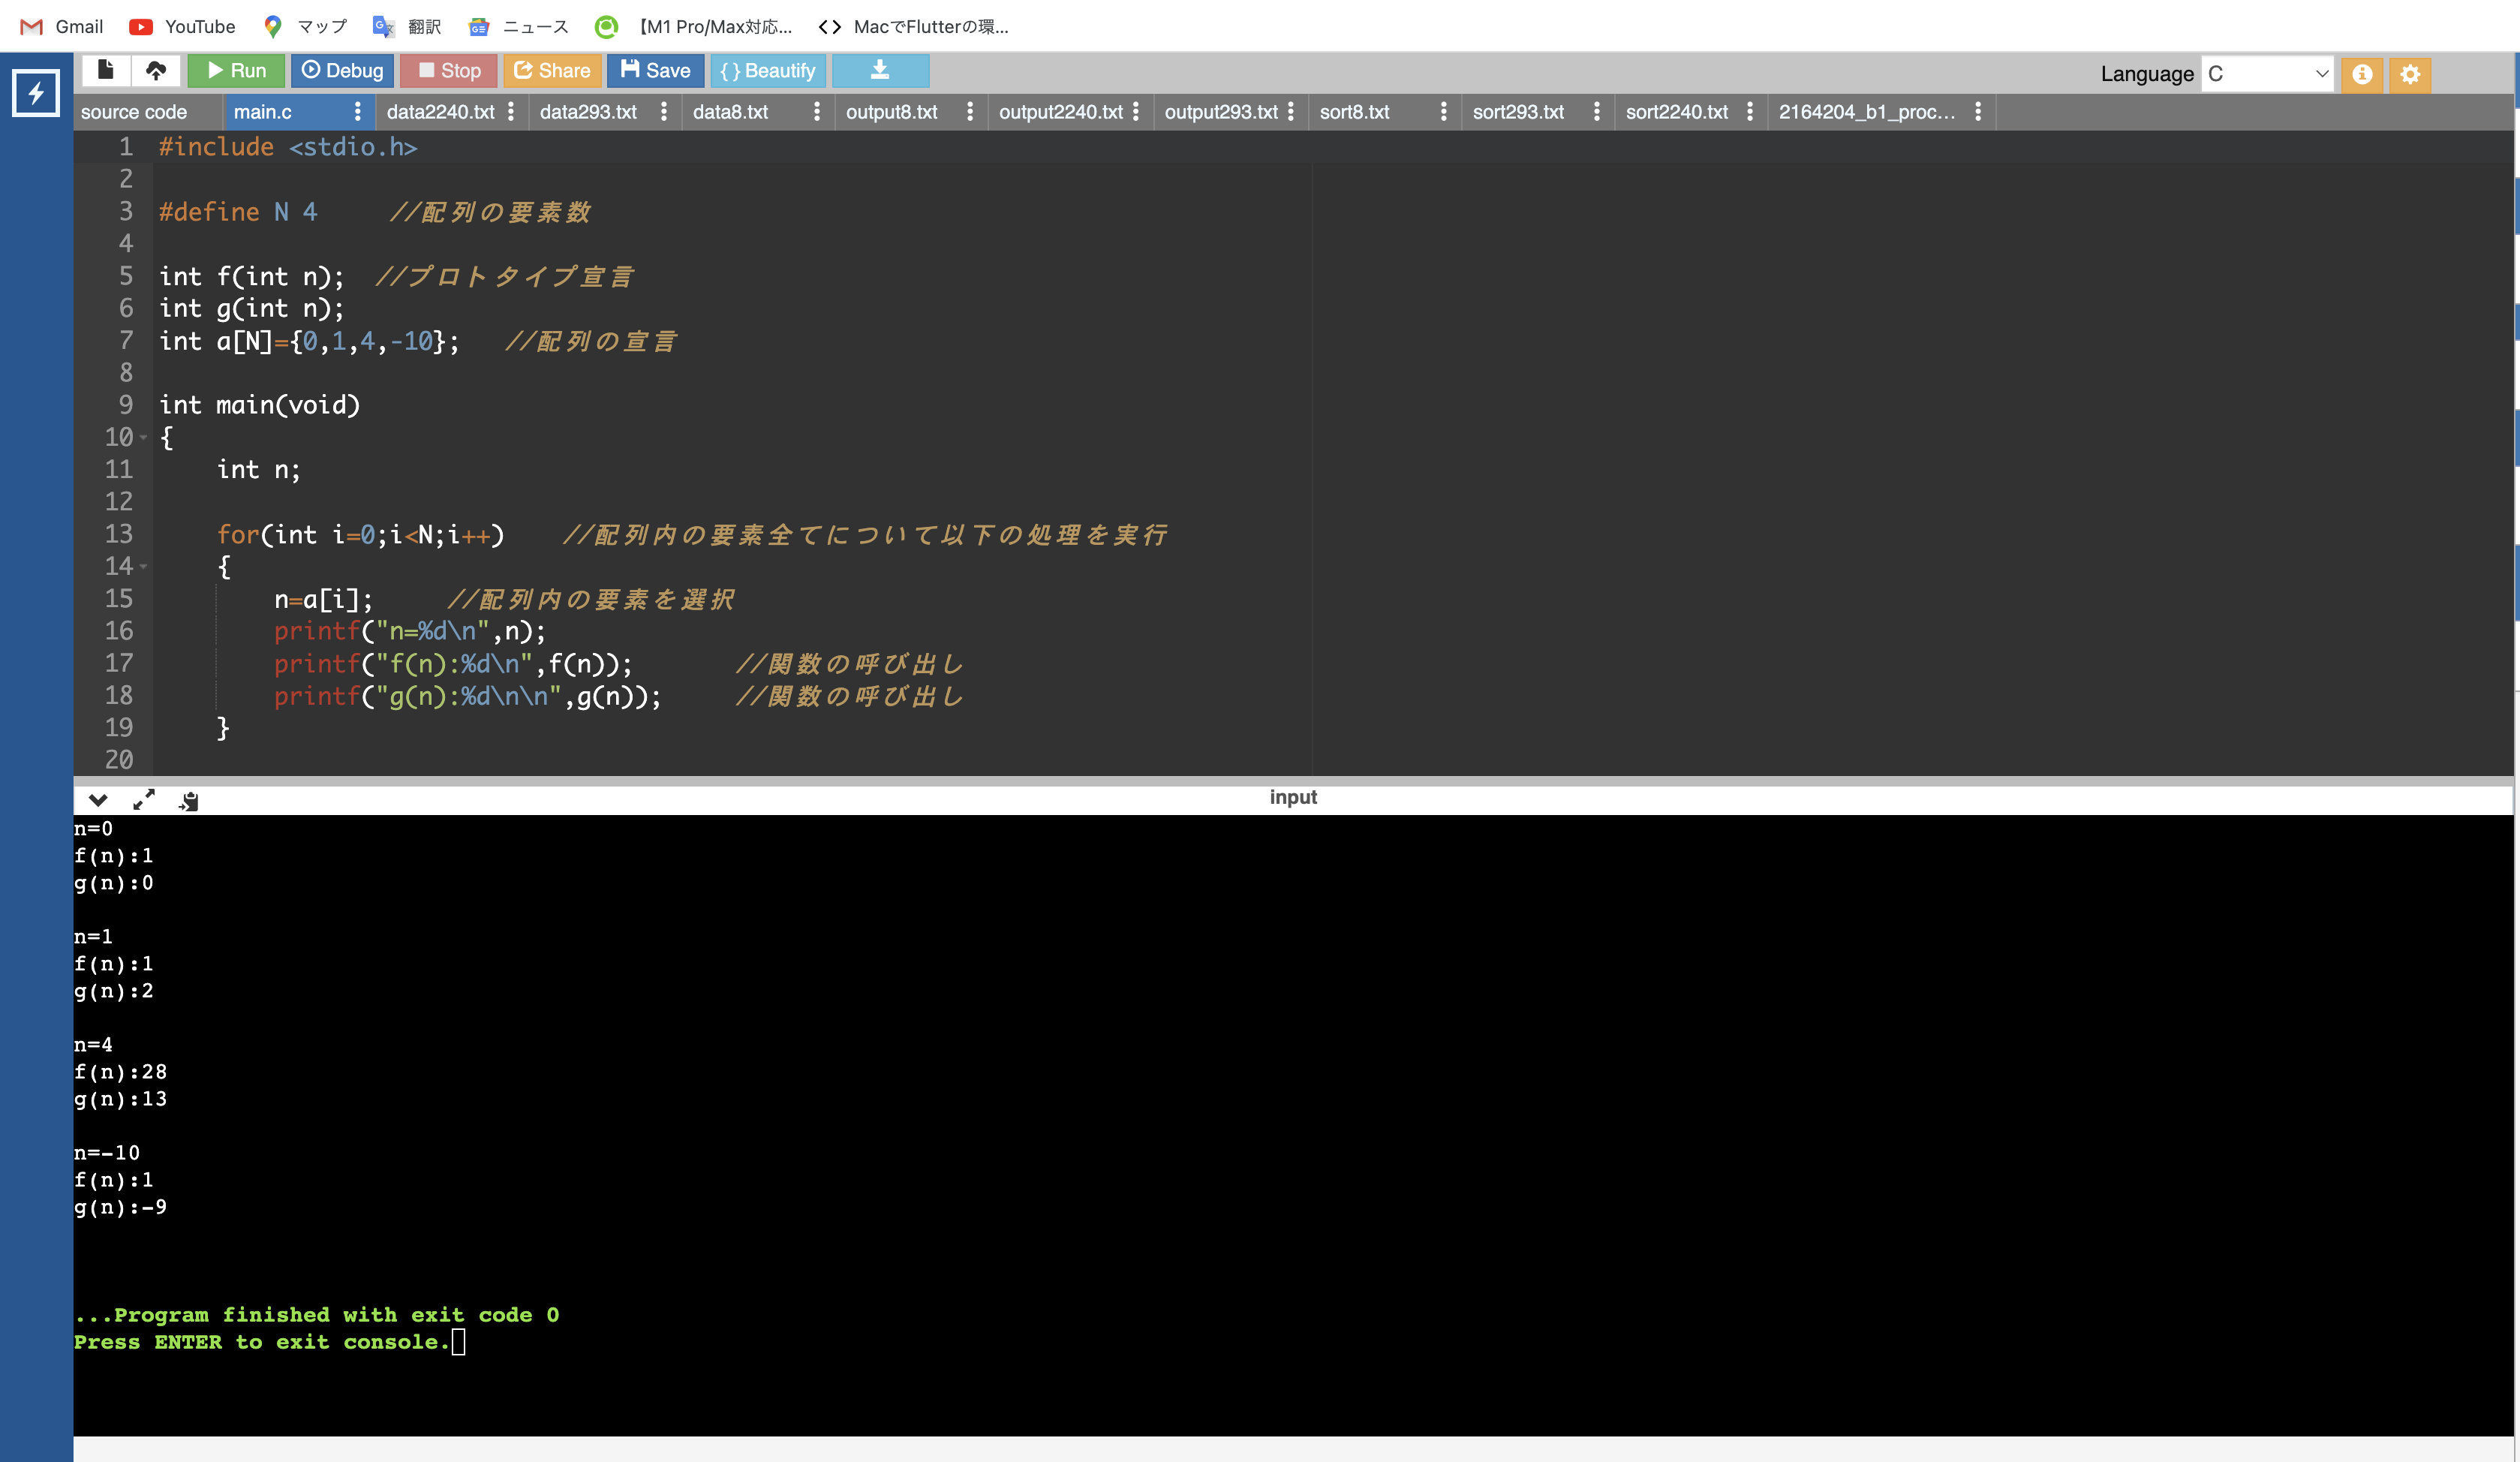 Gmail YouTube マップ 翻訳 ニュース 【M1 Pro/Max対応... MacでFlutterの環...
Run Debug Stop Share Save { } Beautify Language C
source code main.c data2240.txt data293.txt data8.txt output8.txt output2240.txt output293.txt sort8.txt sort293.txt sort2240.txt 2164204_b1_proc...
1 #include <stdio.h>
2
3 #define N 4     //配列の要素数
4
5 int f(int n);  //プロトタイプ宣言
6 int g(int n);
7 int a[N]={0,1,4,-10};   //配列の宣言
8
9 int main(void)
10 {
11     int n;
12
13     for(int i=0;i<N;i++)    //配列内の要素全てについて以下の処理を実行
14     {
15         n=a[i];     //配列内の要素を選択
16         printf("n=%d\n",n);
17         printf("f(n):%d\n",f(n));       //関数の呼び出し
18         printf("g(n):%d\n\n",g(n));     //関数の呼び出し
19     }
20
input
n=0
f(n):1
g(n):0
n=1
f(n):1
g(n):2
n=4
f(n):28
g(n):13
n=-10
f(n):1
g(n):-9
...Program finished with exit code 0
Press ENTER to exit console.